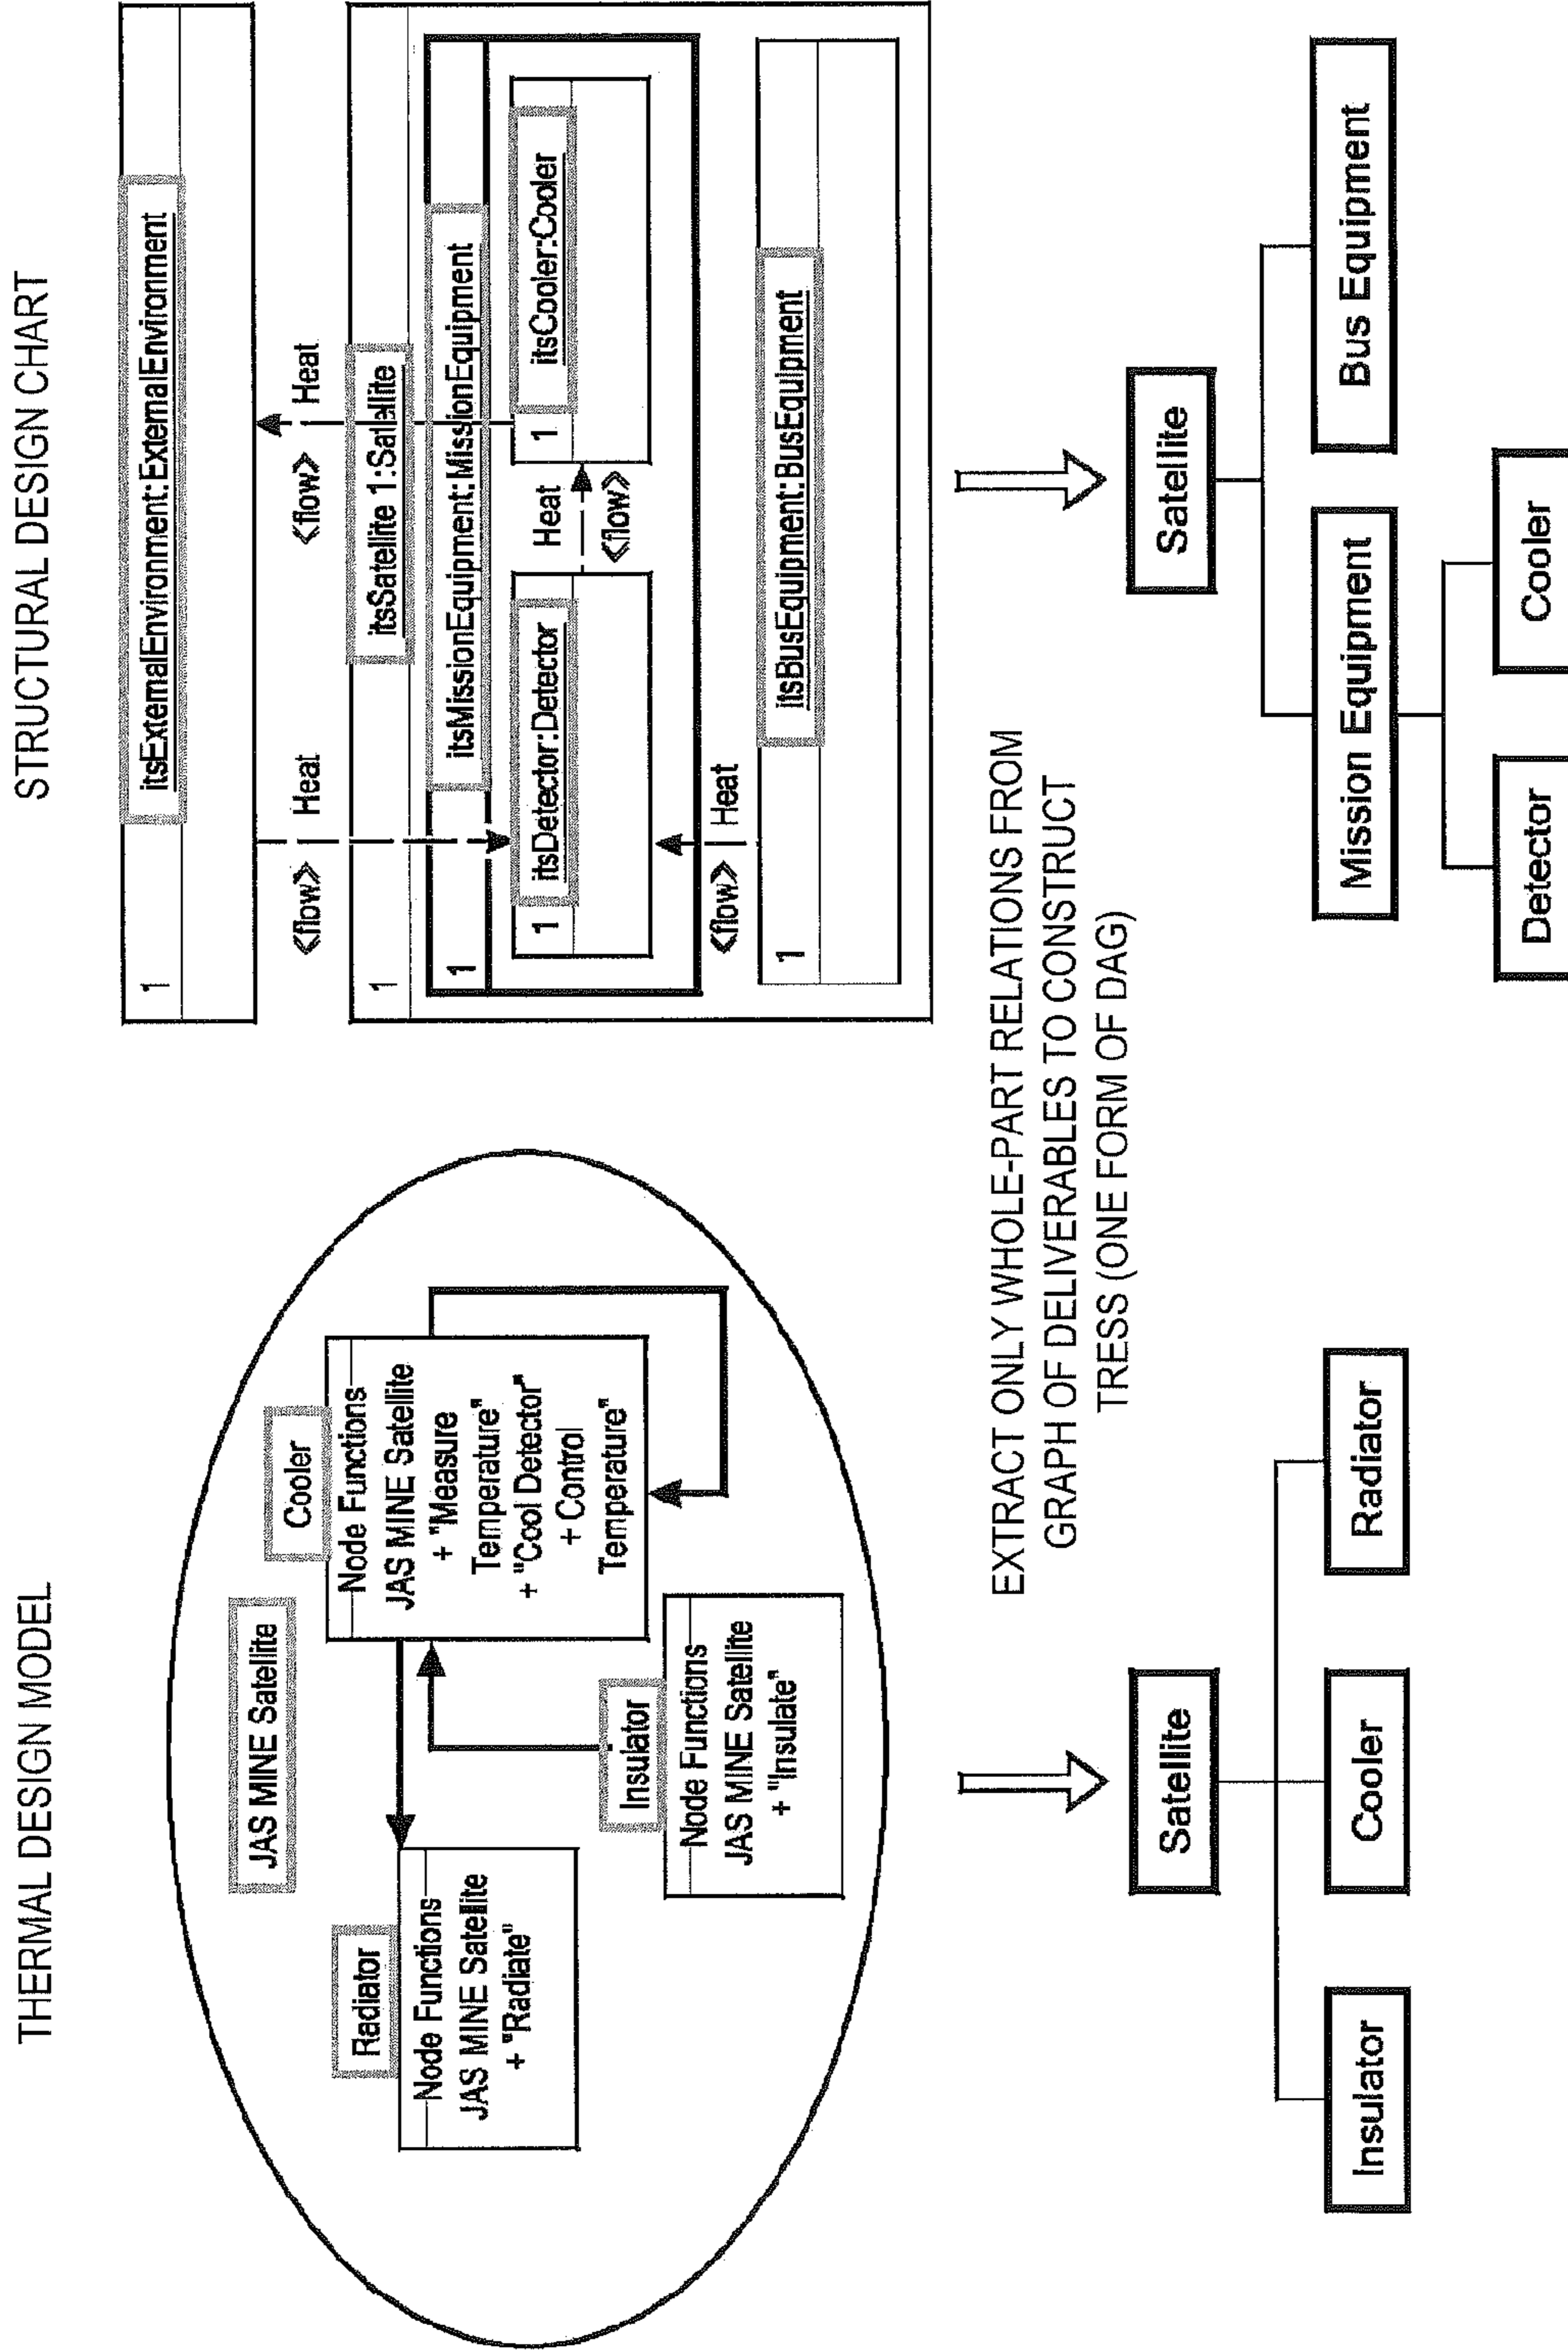 THERMAL DESIGN MODEL
JAS MINE Satellite
Radiator
Node Functions
JAS MINE Satellite
+ "Radiate"
Cooler
Node Functions
JAS MINE Satellite
+ "Measure
Temperature"
+ "Cool Detector"
+ Control
Temperature"
Insulator
Node Functions
JAS MINE Satellite
+ "Insulate"
STRUCTURAL DESIGN CHART
1
itsExternalEnvironment:ExternalEnvironment
«flow» Heat
«flow» Heat
1
itsSatellite 1:Satellite
1
itsMissionEquipment:MissionEquipment
1 itsDetector:Detector
Heat
«flow»
1 itsCooler:Cooler
«flow» Heat
1
itsBusEquipment:BusEquipment
EXTRACT ONLY WHOLE-PART RELATIONS FROM
GRAPH OF DELIVERABLES TO CONSTRUCT
TRESS (ONE FORM OF DAG)
Satellite
Insulator
Cooler
Radiator
Satellite
Mission Equipment
Bus Equipment
Detector
Cooler